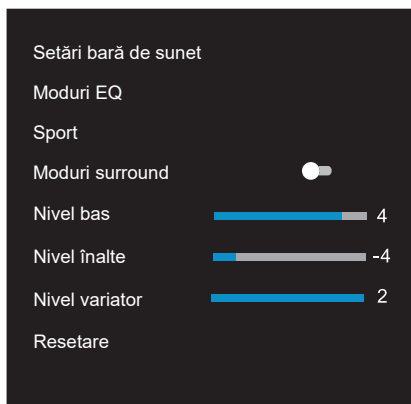 Setări bară de sunet
Moduri EQ
Sport
Moduri surround
Nivel bas 4
Nivel înalte -4
Nivel variator 2
Resetare